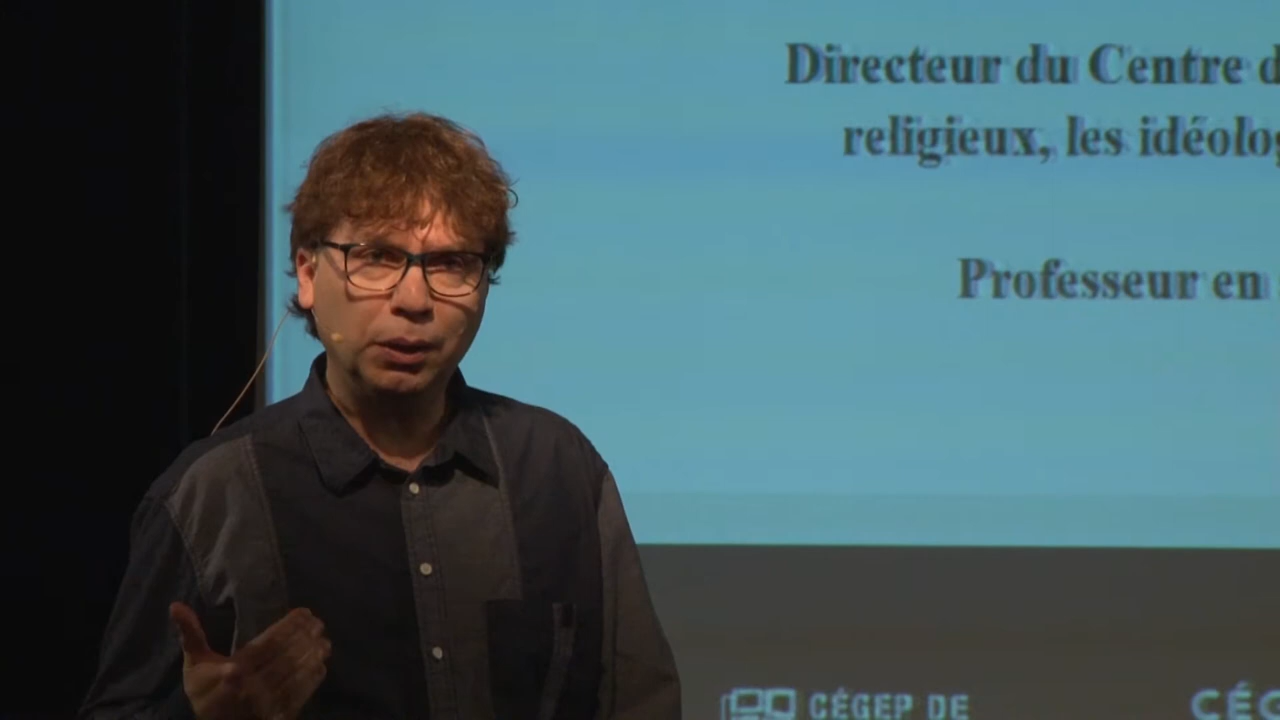 Directeur du Centre d
religieux, les idéolog
Professeur en
CÉGEP DE
CÉG